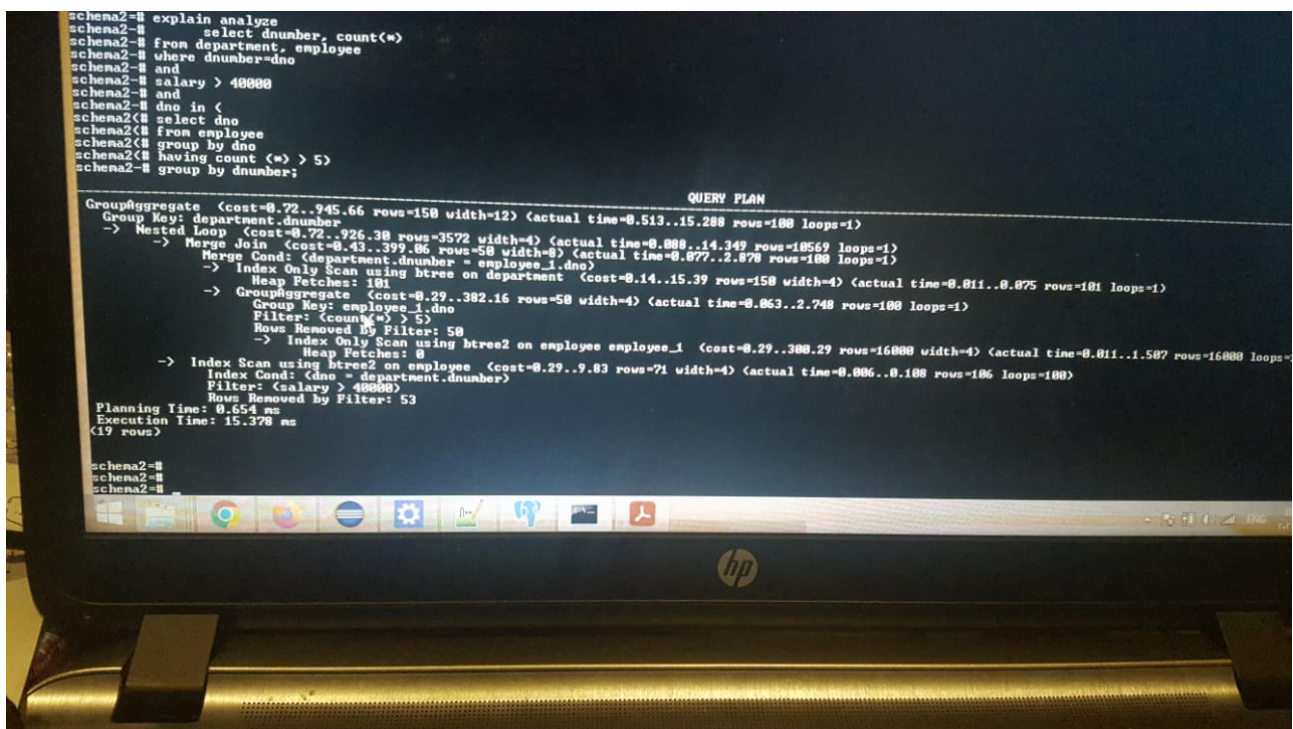 schema2=# explain analyze
schema2-# select dnumber, count(*)
schema2-# from department, employee
schema2-# where dnumber=dno
schema2-# and
schema2-# salary > 40000
schema2-# and
schema2-# dno in (
schema2(# select dno
schema2(# from employee
schema2(# group by dno
schema2(# having count (*) > 5)
schema2-# group by dnumber;
QUERY PLAN
GroupAggregate (cost=0.72..945.66 rows=150 width=12) (actual time=0.513..15.288 rows=100 loops=1)
Group Key: department.dnumber
-> Nested Loop (cost=0.72..926.30 rows=3572 width=4) (actual time=0.088..14.349 rows=10569 loops=1)
-> Merge Join (cost=0.43..399.06 rows=50 width=8) (actual time=0.077..2.878 rows=100 loops=1)
Merge Cond: (department.dnumber = employee_1.dno)
-> Index Only Scan using btree on department (cost=0.14..15.39 rows=150 width=4) (actual time=0.011..0.075 rows=101 loops=1)
Heap Fetches: 101
-> GroupAggregate (cost=0.29..382.16 rows=50 width=4) (actual time=0.063..2.748 rows=100 loops=1)
Group Key: employee_1.dno
Filter: (count(*) > 5)
Rows Removed by Filter: 50
-> Index Only Scan using btree2 on employee employee_1 (cost=0.29..300.29 rows=16000 width=4) (actual time=0.011..1.507 rows=16000 loops=
Heap Fetches: 0
-> Index Scan using btree2 on employee (cost=0.29..9.83 rows=71 width=4) (actual time=0.006..0.108 rows=106 loops=100)
Index Cond: (dno = department.dnumber)
Filter: (salary > 40000)
Rows Removed by Filter: 53
Planning Time: 0.654 ms
Execution Time: 15.378 ms
(19 rows)
schema2=#
schema2=#
schema2=# _
ENG
hp